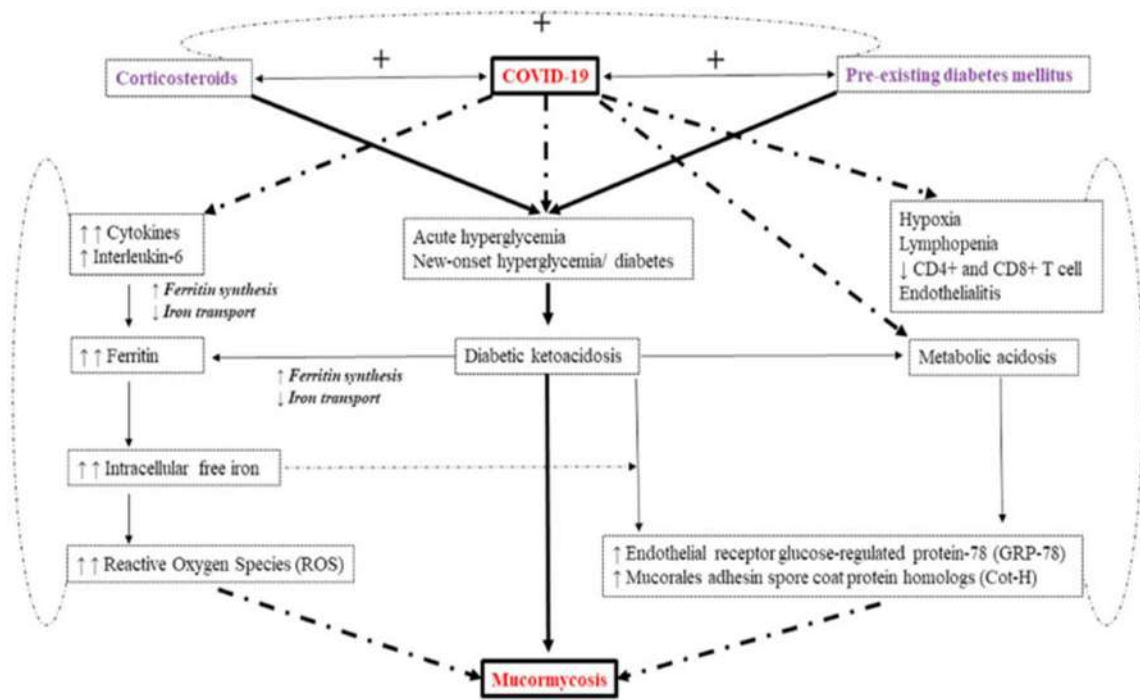 +
+
+
Corticosteroids
COVID-19
Pre-existing diabetes mellitus
↑ ↑ Cytokines
↑ Interleukin-6
Acute hyperglycemia
New-onset hyperglycemia/ diabetes
Hypoxia
Lymphopenia
↓ CD4+ and CD8+ T cell
Endothelialitis
↑ Ferritin synthesis
↓ Iron transport
↑ ↑ Ferritin
Diabetic ketoacidosis
Metabolic acidosis
↑ Ferritin synthesis
↓ Iron transport
↑ ↑ Intracellular free iron
↑ ↑ Reactive Oxygen Species (ROS)
↑ Endothelial receptor glucose-regulated protein-78 (GRP-78)
↑ Mucorales adhesin spore coat protein homologs (Cot-H)
Mucormycosis